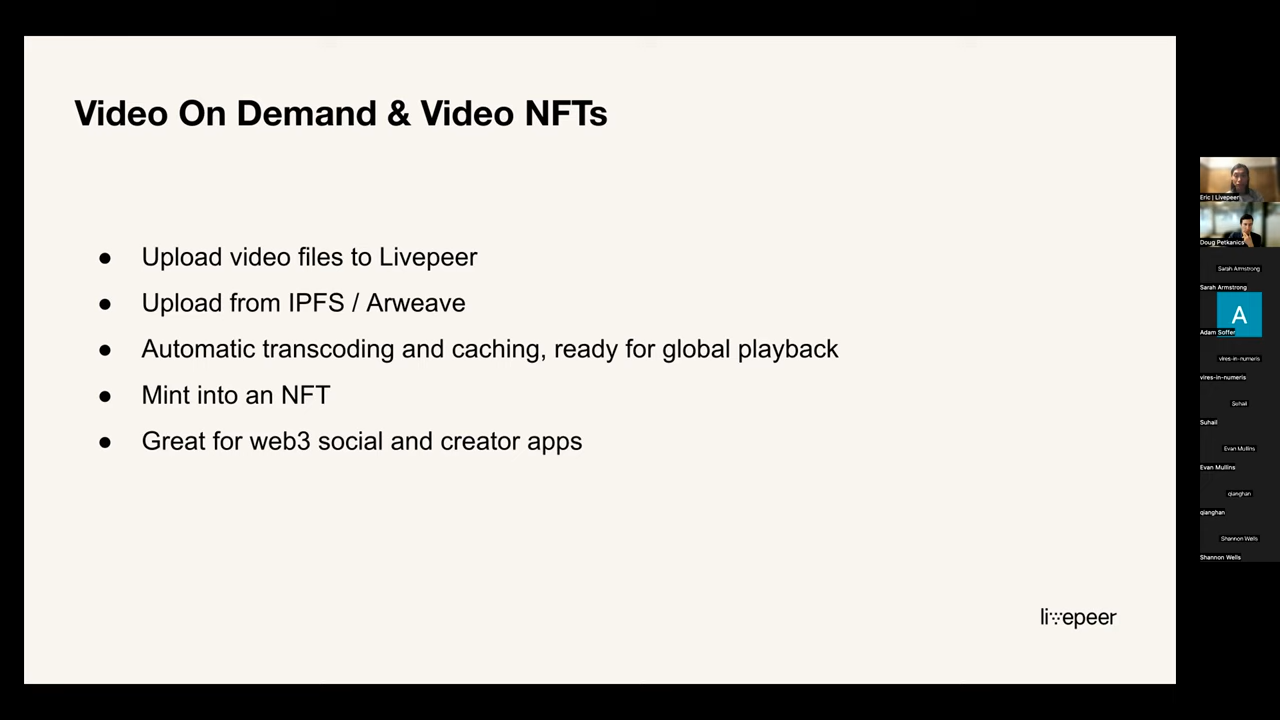 Video On Demand & Video NFTs
● Upload video files to Livepeer
● Upload from IPFS / Arweave
● Automatic transcoding and caching, ready for global playback
● Mint into an NFT
● Great for web3 social and creator apps
livepeer
Eric | Livepeer
Doug Petkanics
Sarah Armstrong
Sarah Armstrong
A
Adam Soffer
vires-in-numeris
vires-in-numeris
Suhail
Suhail
Evan Mullins
Evan Mullins
qianghan
qianghan
Shannon Wells
Shannon Wells